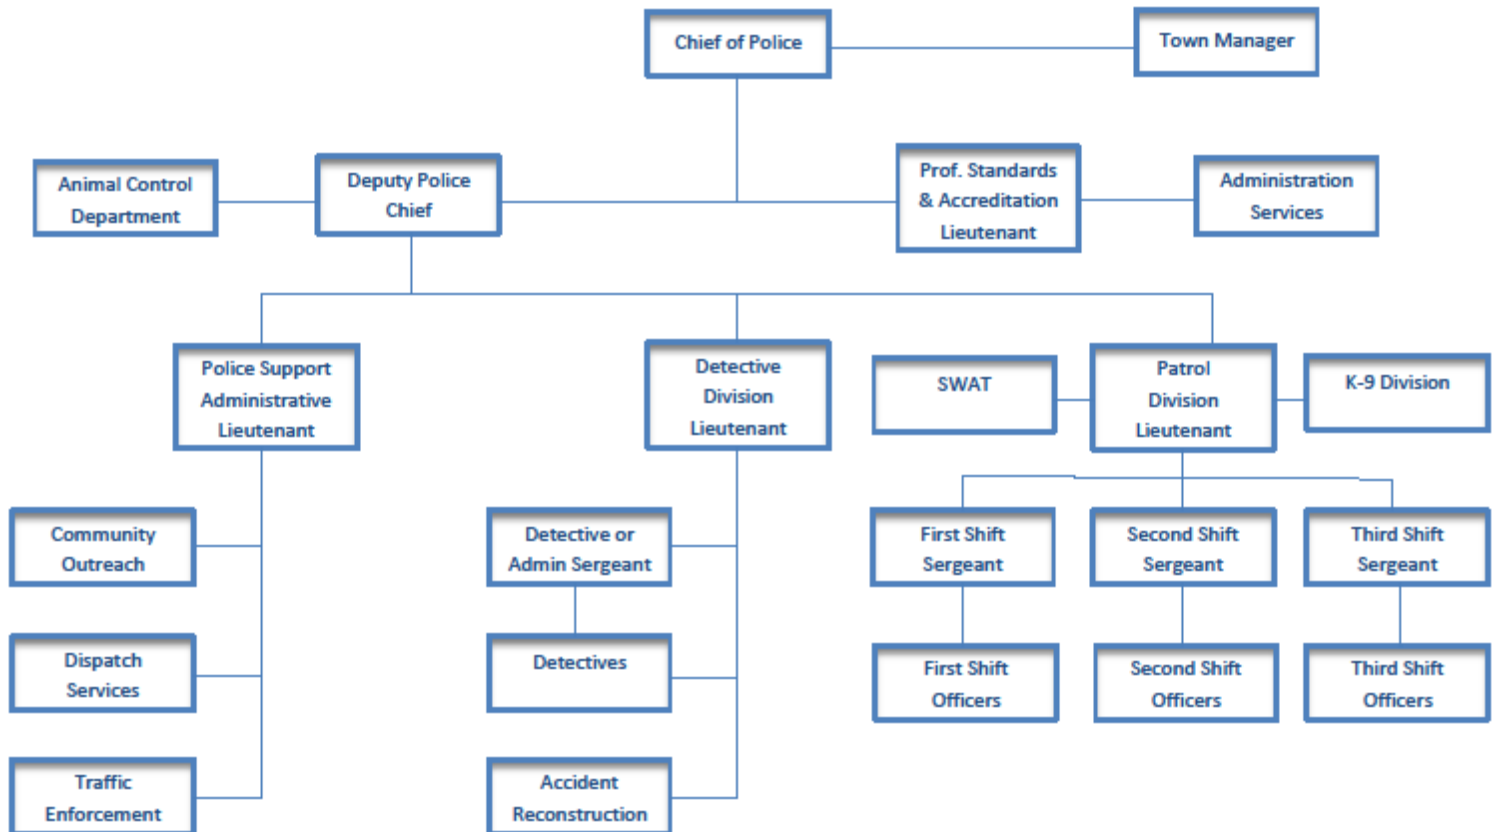 Chief of Police
Town Manager
Animal Control
Department
Deputy Police
Chief
Prof. Standards
& Accreditation
Lieutenant
Administration
Services
Police Support
Administrative
Lieutenant
Detective
Division
Lieutenant
SWAT
Patrol
Division
Lieutenant
K-9 Division
Community
Outreach
Detective or
Admin Sergeant
First Shift
Sergeant
Second Shift
Sergeant
Third Shift
Sergeant
Dispatch
Services
Detectives
First Shift
Officers
Second Shift
Officers
Third Shift
Officers
Traffic
Enforcement
Accident
Reconstruction